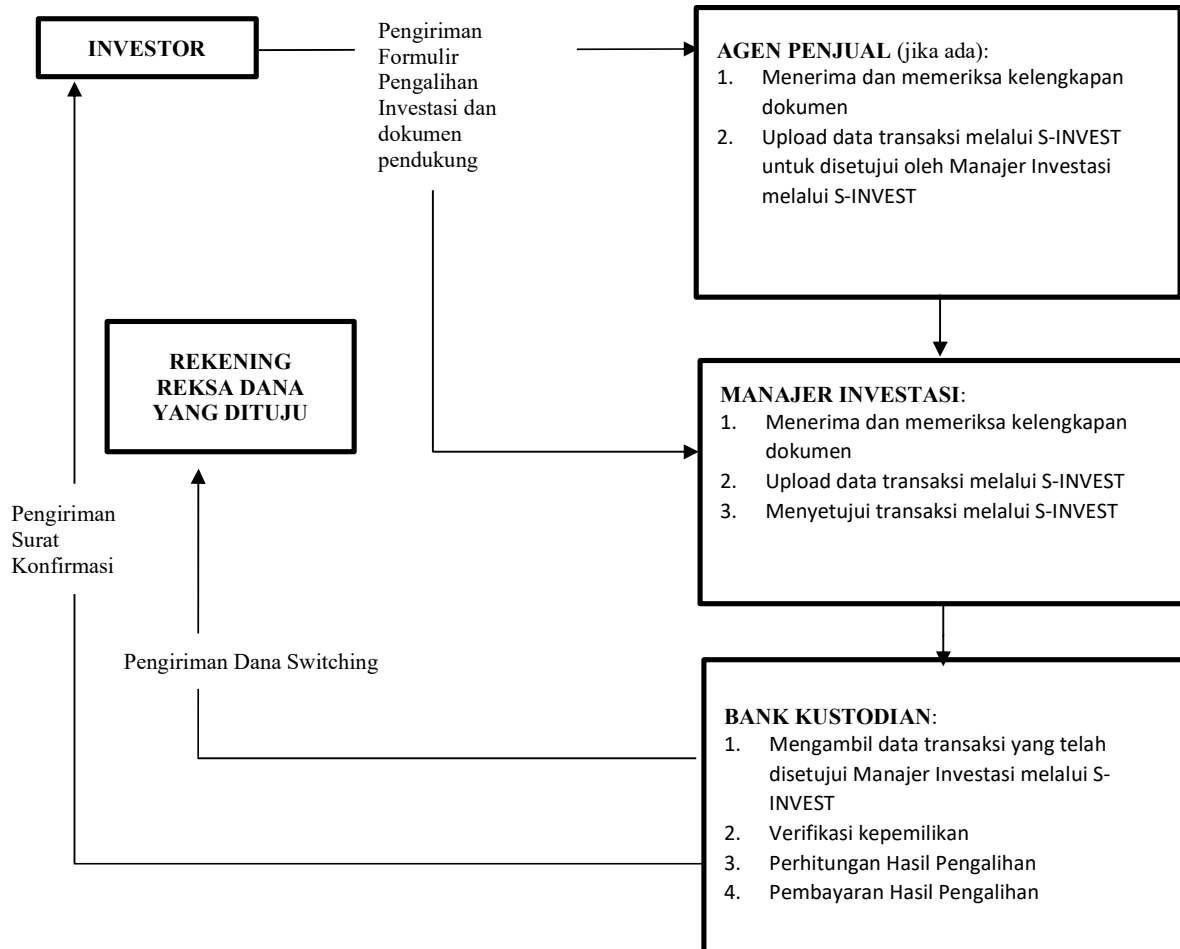 INVESTOR
Pengiriman
Formulir
Pengalihan
Investasi dan
dokumen
pendukung
AGEN PENJUAL (jika ada):
1. Menerima dan memeriksa kelengkapan
dokumen
2. Upload data transaksi melalui S-INVEST
untuk disetujui oleh Manajer Investasi
melalui S-INVEST
REKENING
REKSA DANA
YANG DITUJU
MANAJER INVESTASI:
1. Menerima dan memeriksa kelengkapan
dokumen
2. Upload data transaksi melalui S-INVEST
3. Menyetujui transaksi melalui S-INVEST
Pengiriman
Surat
Konfirmasi
Pengiriman Dana Switching
BANK KUSTODIAN:
1. Mengambil data transaksi yang telah
disetujui Manajer Investasi melalui S-
INVEST
2. Verifikasi kepemilikan
3. Perhitungan Hasil Pengalihan
4. Pembayaran Hasil Pengalihan